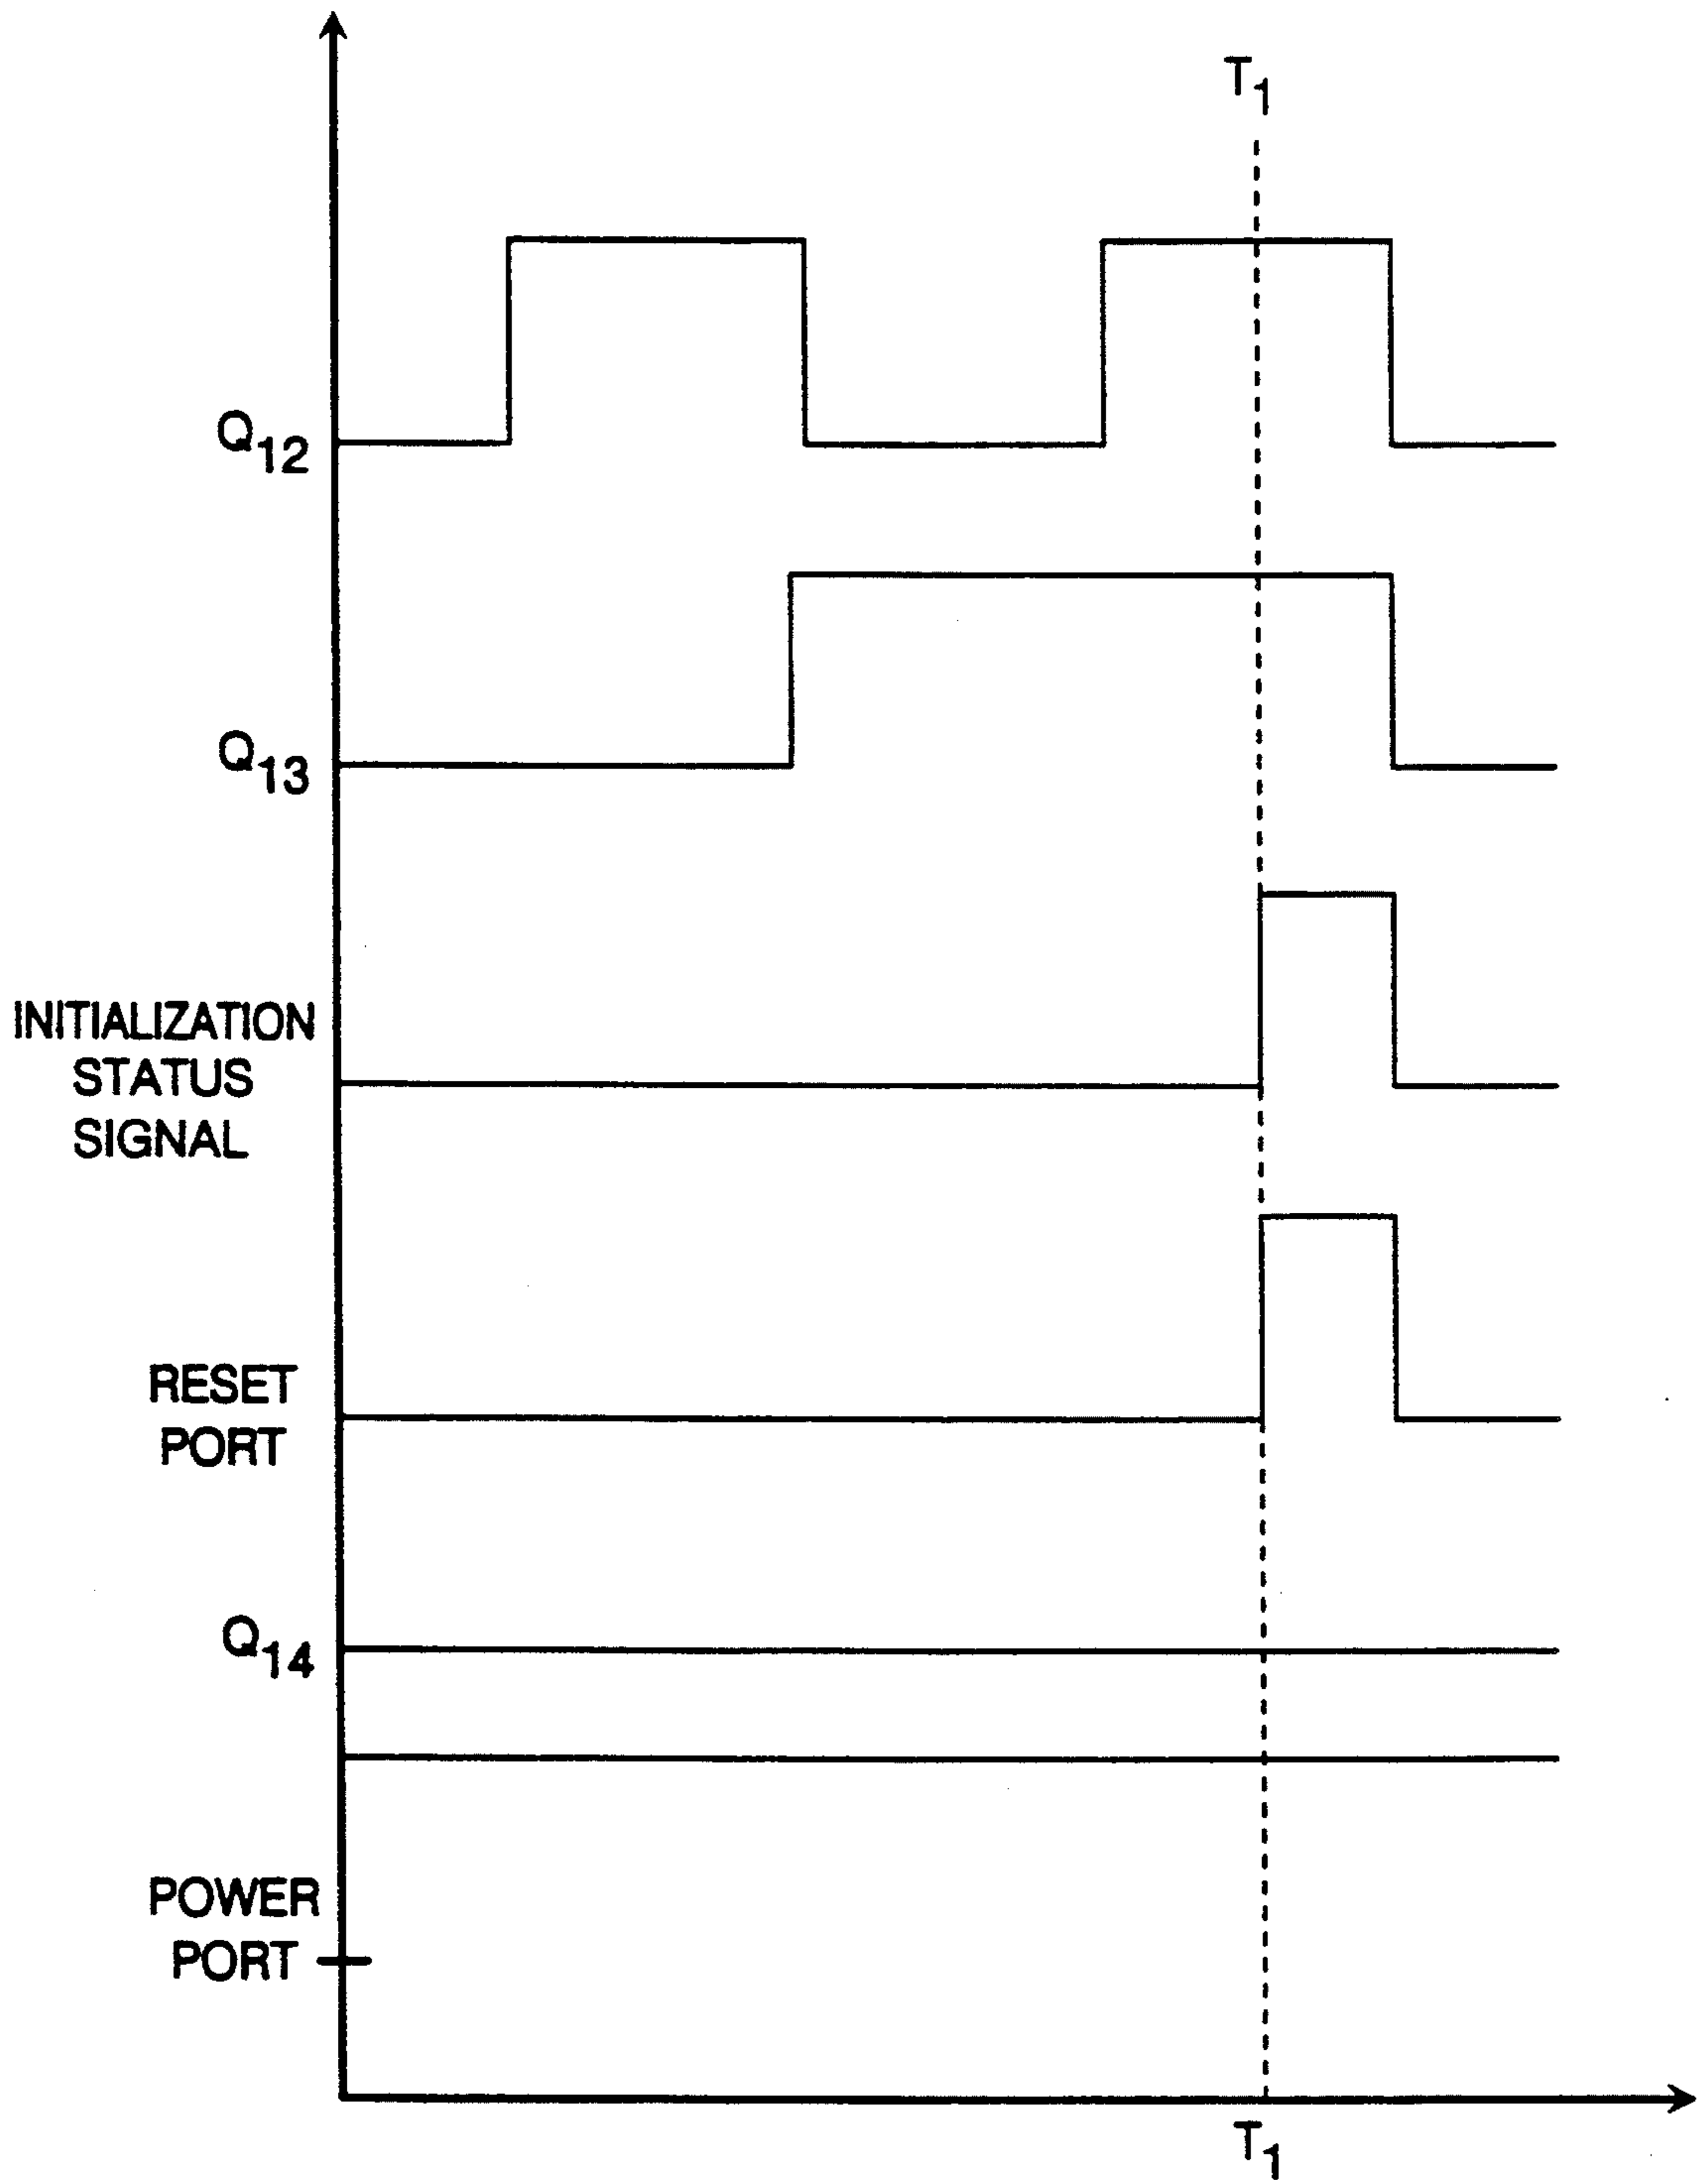 T1
Q12
Q13
INITIALIZATION
STATUS
SIGNAL
RESET
PORT
Q14
POWER
PORT
T1